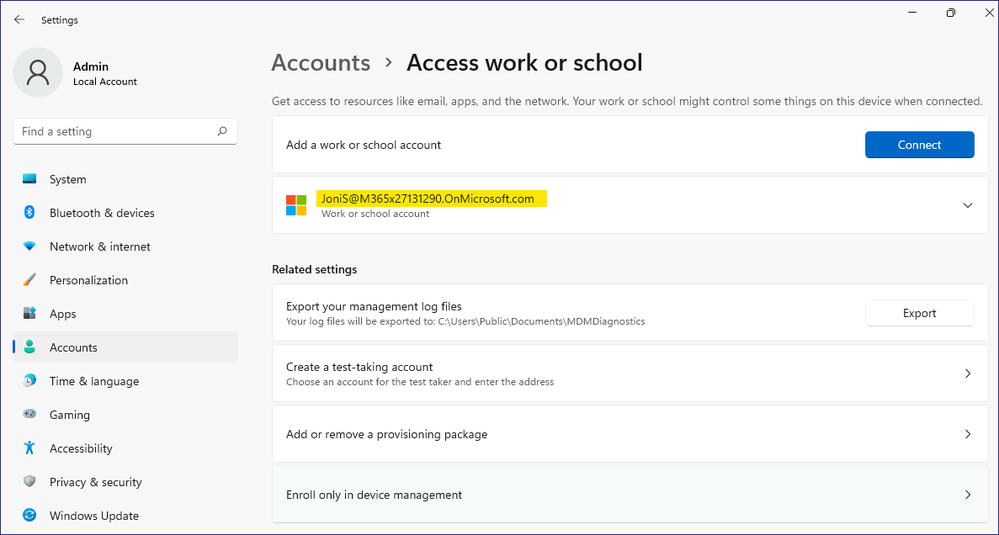 Settings
Admin
Local Account
Find a setting
System
Bluetooth & devices
Network & internet
Personalization
Apps
Accounts
Time & language
Gaming
Accessibility
Privacy & security
Windows Update
Accounts > Access work or school
Get access to resources like email, apps, and the network. Your work or school might control some things on this device when connected.
Add a work or school account
Connect
JoniS@M365x27131290.OnMicrosoft.com
Work or school account
Related settings
Export your management log files
Your log files will be exported to: C:\Users\Public\Documents\MDMDiagnostics
Export
Create a test-taking account
Choose an account for the test taker and enter the address
Add or remove a provisioning package
Enroll only in device management